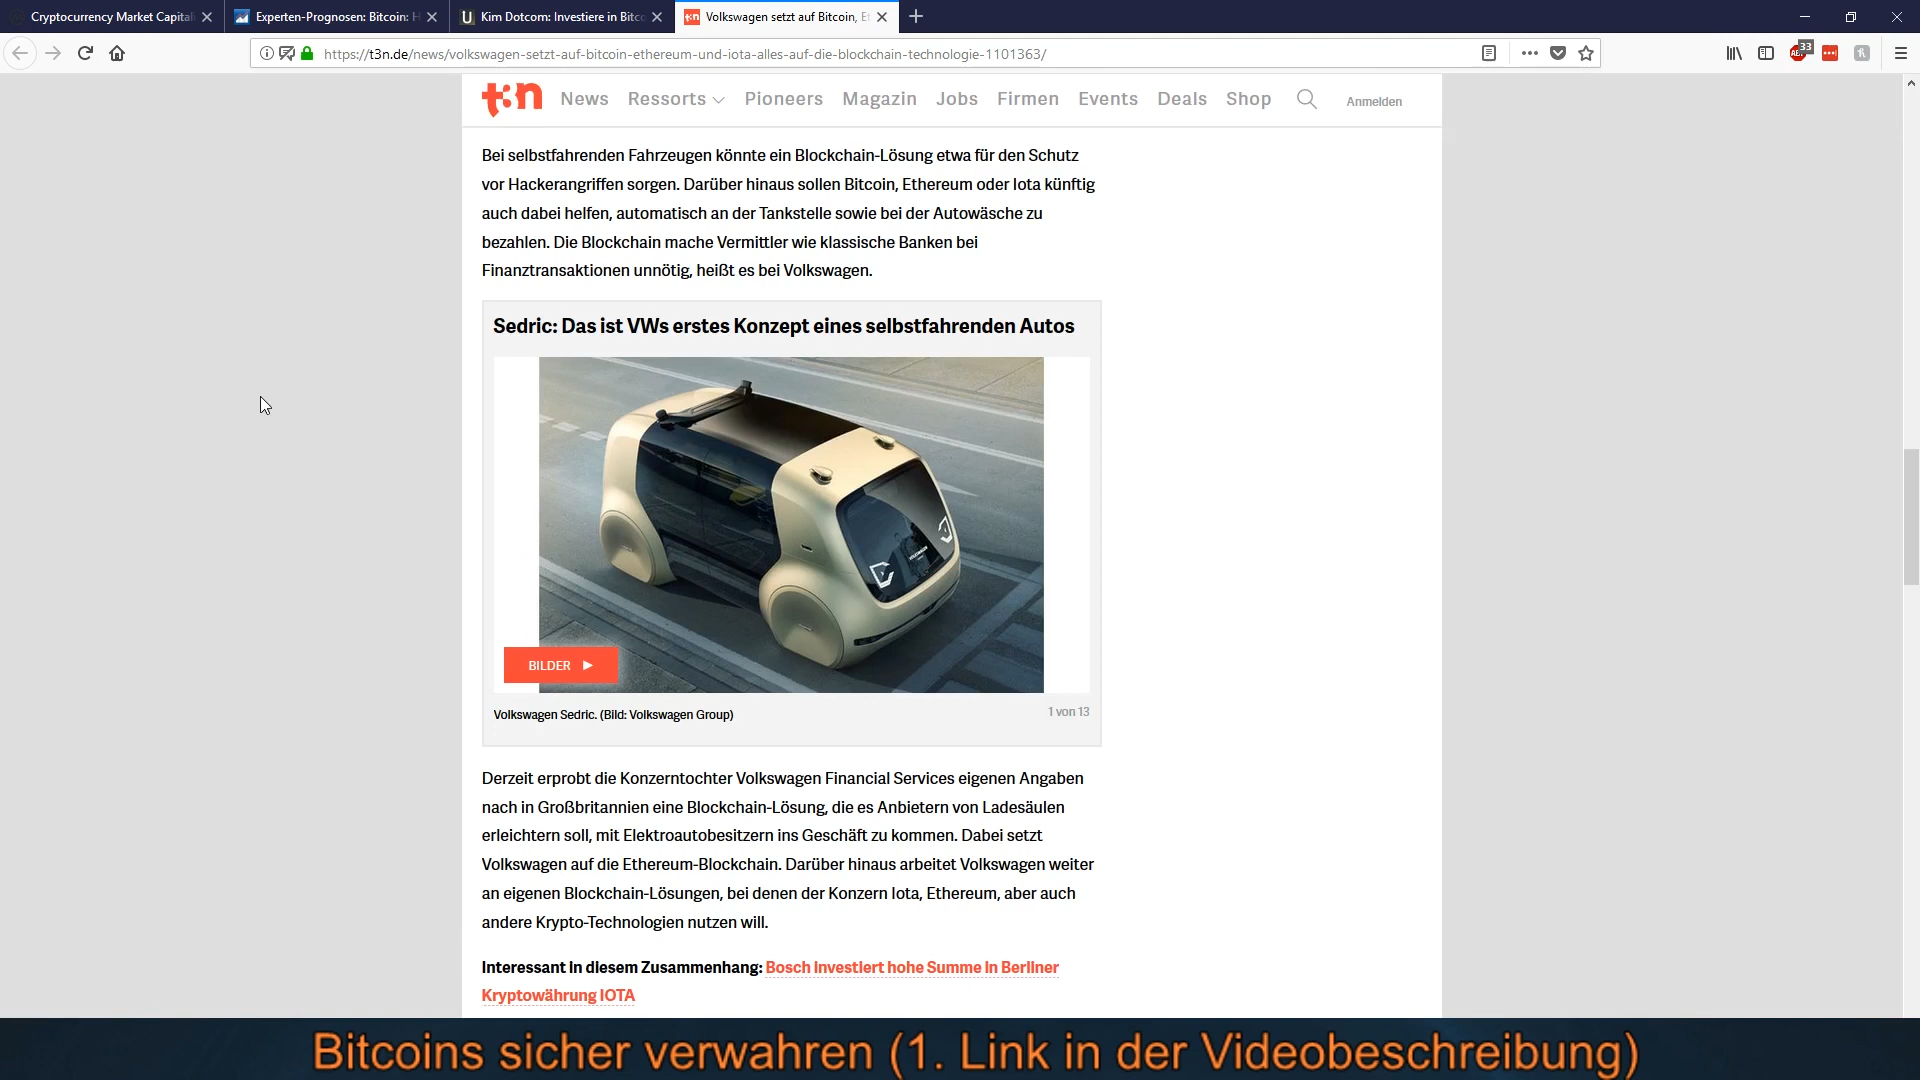 Cryptocurrency Market Capitali
Experten-Prognosen: Bitcoin: H
Kim Dotcom: Investiere in Bitco
Volkswagen setzt auf Bitcoin, Et
https://t3n.de/news/volkswagen-setzt-auf-bitcoin-ethereum-und-iota-alles-auf-die-blockchain-technologie-1101363/
33
t3n News Ressorts Pioneers Magazin Jobs Firmen Events Deals Shop Anmelden
Bei selbstfahrenden Fahrzeugen könnte ein Blockchain-Lösung etwa für den Schutz
vor Hackerangriffen sorgen. Darüber hinaus sollen Bitcoin, Ethereum oder Iota künftig
auch dabei helfen, automatisch an der Tankstelle sowie bei der Autowäsche zu
bezahlen. Die Blockchain mache Vermittler wie klassische Banken bei
Finanztransaktionen unnötig, heißt es bei Volkswagen.
Sedric: Das ist VWs erstes Konzept eines selbstfahrenden Autos
BILDER
Volkswagen Sedric. (Bild: Volkswagen Group)
1 von 13
Derzeit erprobt die Konzerntochter Volkswagen Financial Services eigenen Angaben
nach in Großbritannien eine Blockchain-Lösung, die es Anbietern von Ladesäulen
erleichtern soll, mit Elektroautobesitzern ins Geschäft zu kommen. Dabei setzt
Volkswagen auf die Ethereum-Blockchain. Darüber hinaus arbeitet Volkswagen weiter
an eigenen Blockchain-Lösungen, bei denen der Konzern Iota, Ethereum, aber auch
andere Krypto-Technologien nutzen will.
Interessant in diesem Zusammenhang: Bosch investiert hohe Summe in Berliner
Kryptowährung IOTA
Bitcoins sicher verwahren (1. Link in der Videobeschreibung)